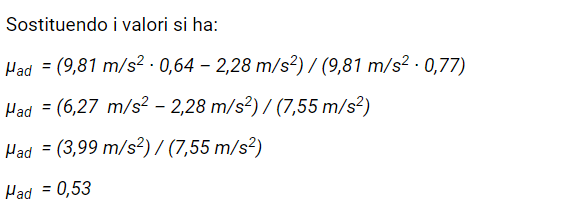 Sostituendo i valori si ha:
μad = (9,81 m/s² · 0,64 − 2,28 m/s²) / (9,81 m/s² · 0,77)
μad = (6,27 m/s² − 2,28 m/s²) / (7,55 m/s²)
μad = (3,99 m/s²) / (7,55 m/s²)
μad = 0,53